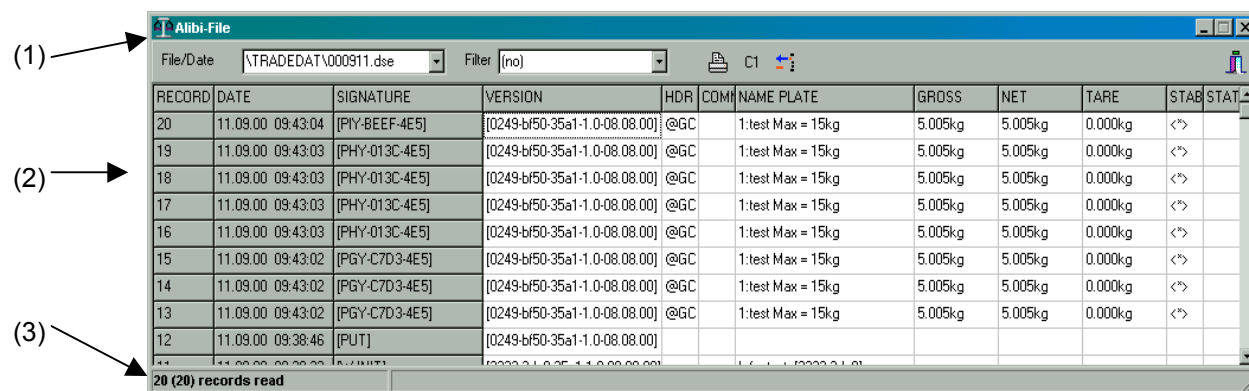 Alibi-File
(1)
File/Date \TRADEDAT\000911.dse Filter (no) C1
RECORD DATE SIGNATURE VERSION HDR NAME PLATE GROSS NET TARE STAB STAT
20 11.09.00 09:43:04 [PIY-BEEF-4E5] [0249-bf50-35a1-1.0-08.08.00] @GC 1:test Max = 15kg 5.005kg 5.005kg 0.000kg <*>
19 11.09.00 09:43:03 [PHY-013C-4E5] [0249-bf50-35a1-1.0-08.08.00] @GC 1:test Max = 15kg 5.005kg 5.005kg 0.000kg <*>
(2)
18 11.09.00 09:43:03 [PHY-013C-4E5] [0249-bf50-35a1-1.0-08.08.00] @GC 1:test Max = 15kg 5.005kg 5.005kg 0.000kg <*>
17 11.09.00 09:43:03 [PHY-013C-4E5] [0249-bf50-35a1-1.0-08.08.00] @GC 1:test Max = 15kg 5.005kg 5.005kg 0.000kg <*>
16 11.09.00 09:43:03 [PHY-013C-4E5] [0249-bf50-35a1-1.0-08.08.00] @GC 1:test Max = 15kg 5.005kg 5.005kg 0.000kg <*>
15 11.09.00 09:43:02 [PGY-C7D3-4E5] [0249-bf50-35a1-1.0-08.08.00] @GC 1:test Max = 15kg 5.005kg 5.005kg 0.000kg <*>
14 11.09.00 09:43:02 [PGY-C7D3-4E5] [0249-bf50-35a1-1.0-08.08.00] @GC 1:test Max = 15kg 5.005kg 5.005kg 0.000kg <*>
13 11.09.00 09:43:02 [PGY-C7D3-4E5] [0249-bf50-35a1-1.0-08.08.00] @GC 1:test Max = 15kg 5.005kg 5.005kg 0.000kg <*>
(3)
12 11.09.00 09:38:46 [PUT] [0249-bf50-35a1-1.0-08.08.00]
20 (20) records read